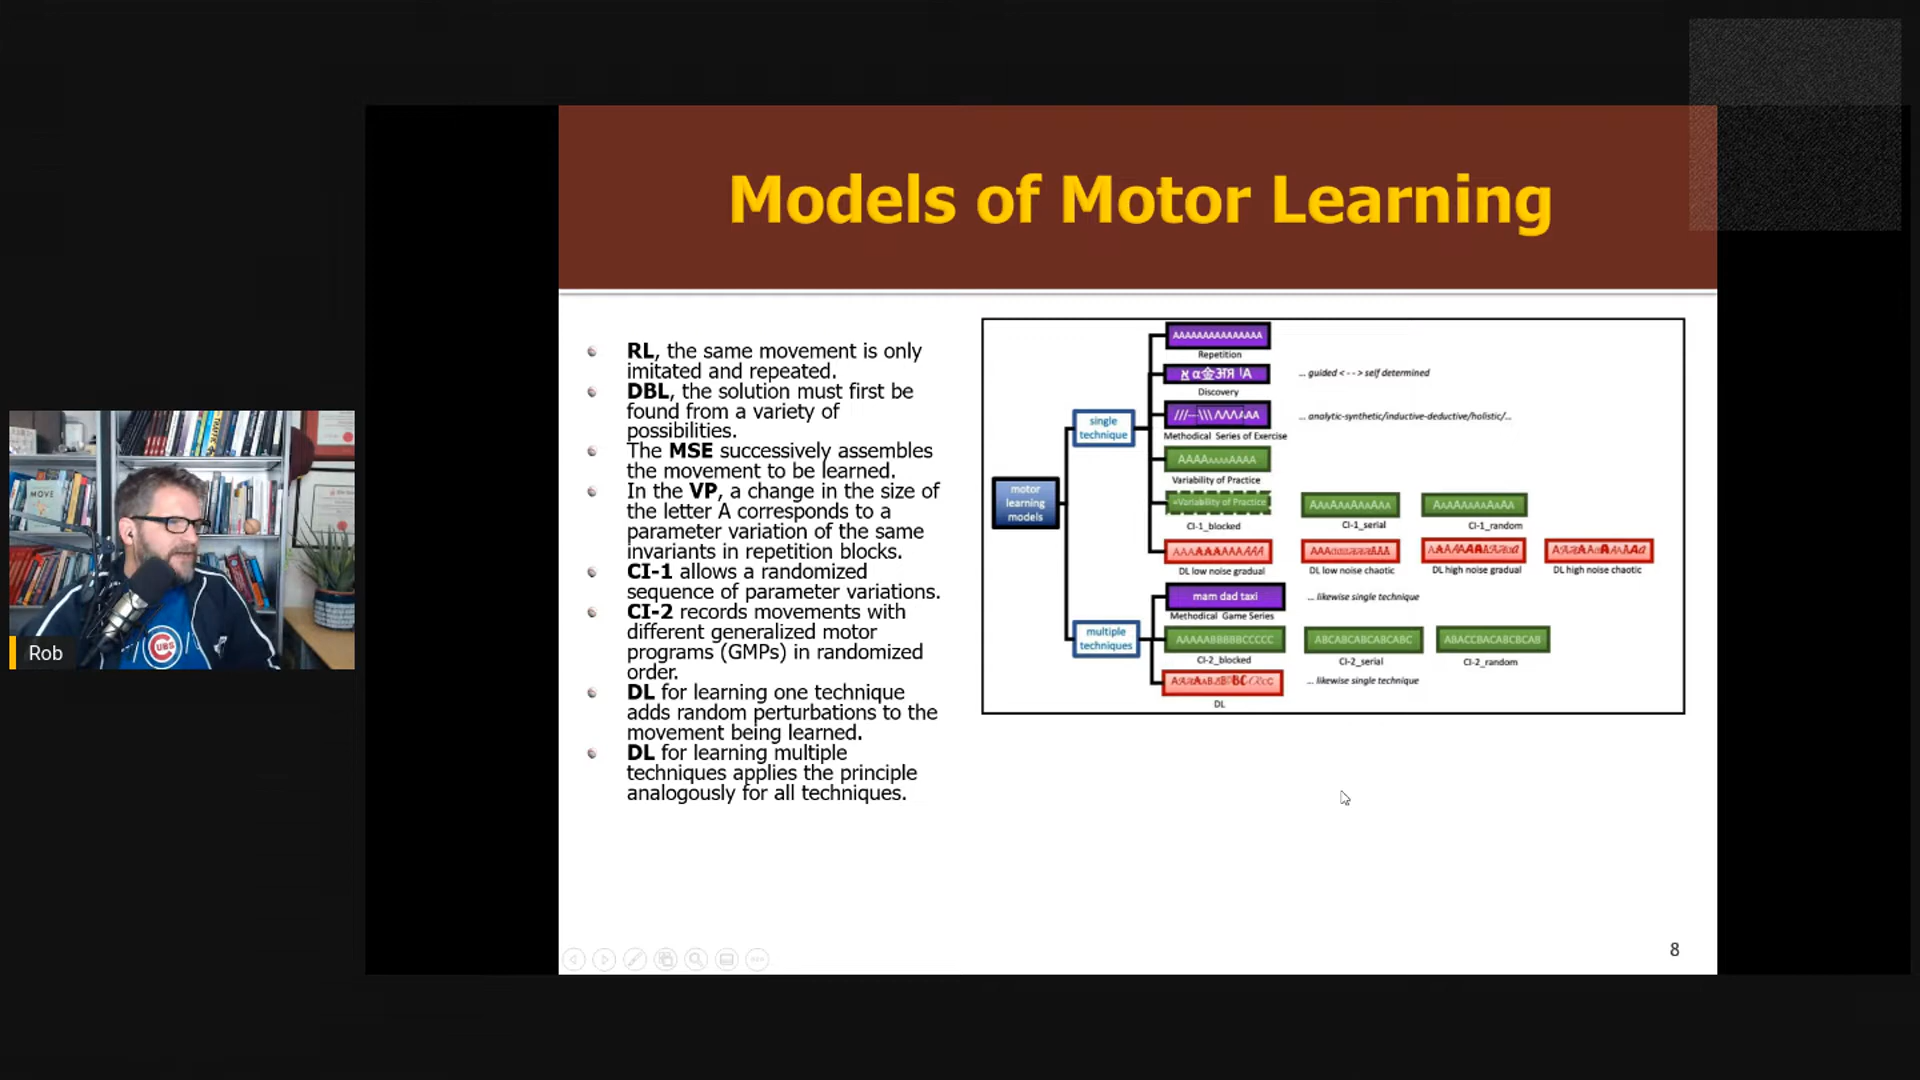 Models of Motor Learning
RL, the same movement is only
imitated and repeated.
DBL, the solution must first be
found from a variety of
possibilities.
The MSE successively assembles
the movement to be learned.
In the VP, a change in the size of
the letter A corresponds to a
parameter variation of the same
invariants in repetition blocks.
CI-1 allows a randomized
sequence of parameter variations.
CI-2 records movements with
different generalized motor
programs (GMPs) in randomized
order.
DL for learning one technique
adds random perturbations to the
movement being learned.
DL for learning multiple
techniques applies the principle
analogously for all techniques.
motor
learning
models
single
technique
Repetition
... guided < - - > self determined
Discovery
... analytic-synthetic/inductive-deductive/holistic/...
Methodical Series of Exercise
Variability of Practice
=Variability of Practice
CI-1_blocked
CI-1_serial
CI-1_random
DL low noise gradual
DL low noise chaotic
DL high noise gradual
DL high noise chaotic
multiple
techniques
mam dad taxi
... likewise single technique
Methodical Game Series
AAAAABBBBBCCCCC
ABCABCABCABCABC
ABACCBACABCBCAB
CI-2_blocked
CI-2_serial
CI-2_random
... likewise single technique
DL
8
MOVE
CUBS
Rob